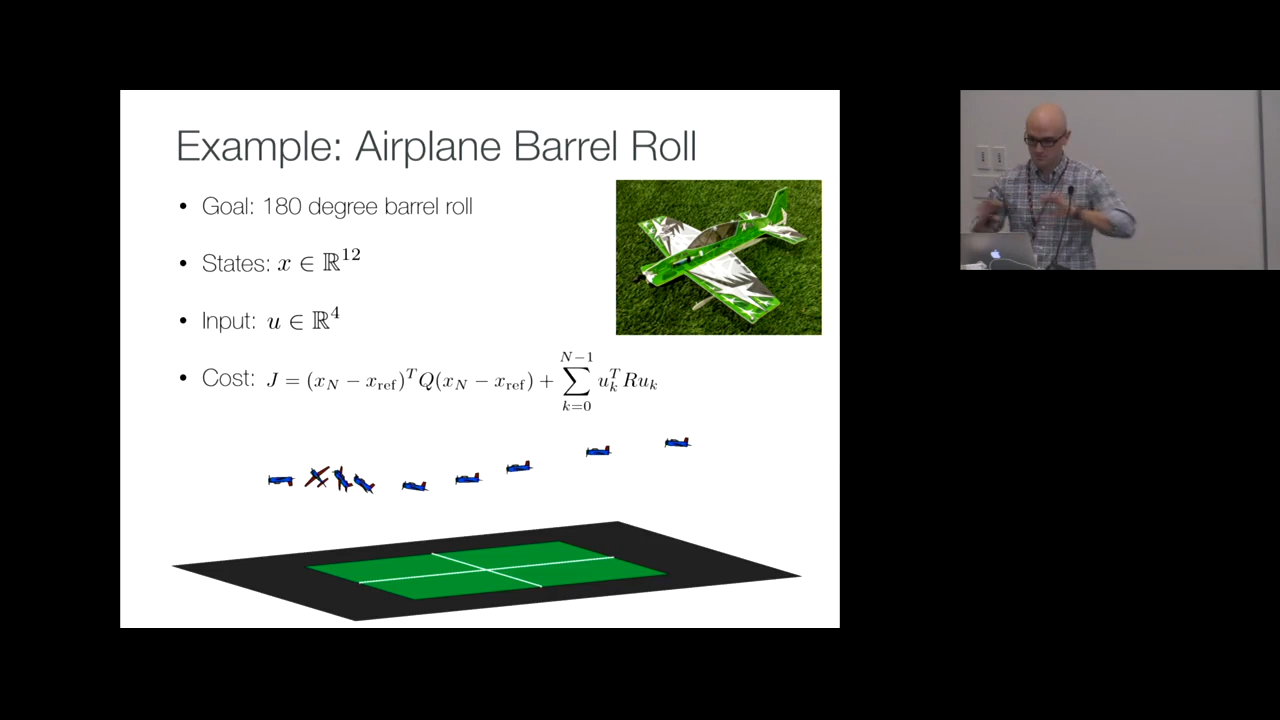 Example: Airplane Barrel Roll
• Goal: 180 degree barrel roll
• States: x ∈ ℝ¹²
• Input: u ∈ ℝ⁴
• Cost: J = (x_N − x_ref)^T Q(x_N − x_ref) + ∑_{k=0}^{N−1} u_k^T R u_k